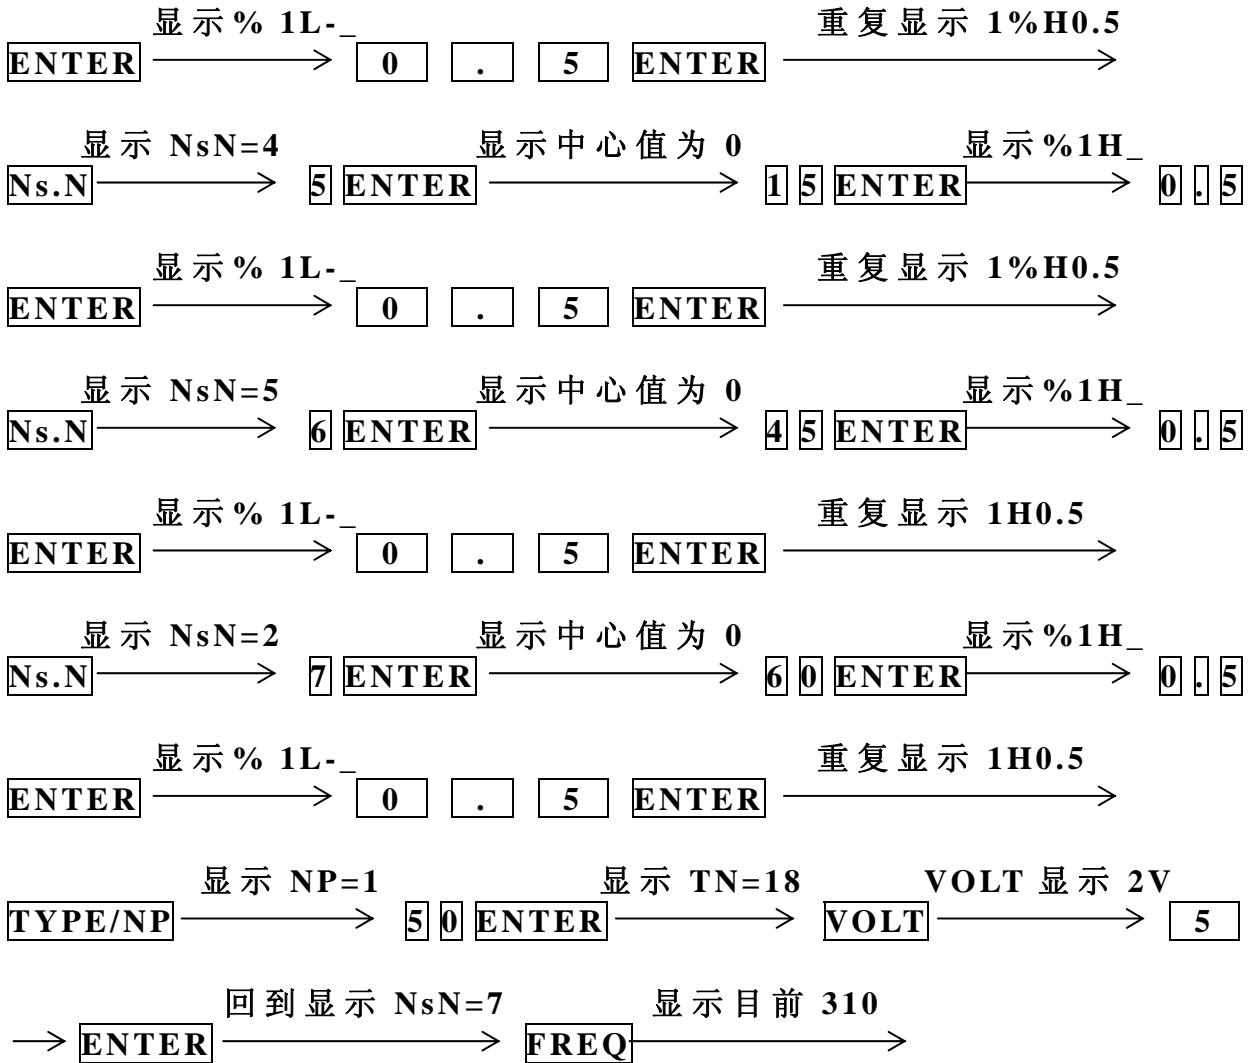 显示% 1L-_ 重复显示 1%H0.5
ENTER 0 . 5 ENTER
显示 NsN=4 显示中心值为 0 显示%1H_
Ns.N 5 ENTER 1 5 ENTER 0 . 5
显示% 1L-_ 重复显示 1%H0.5
ENTER 0 . 5 ENTER
显示 NsN=5 显示中心值为 0 显示%1H_
Ns.N 6 ENTER 4 5 ENTER 0 . 5
显示% 1L-_ 重复显示 1H0.5
ENTER 0 . 5 ENTER
显示 NsN=2 显示中心值为 0 显示%1H_
Ns.N 7 ENTER 6 0 ENTER 0 . 5
显示% 1L-_ 重复显示 1H0.5
ENTER 0 . 5 ENTER
显示 NP=1 显示 TN=18 VOLT 显示 2V
TYPE/NP 5 0 ENTER VOLT 5
回到显示 NsN=7 显示目前 310
ENTER FREQ